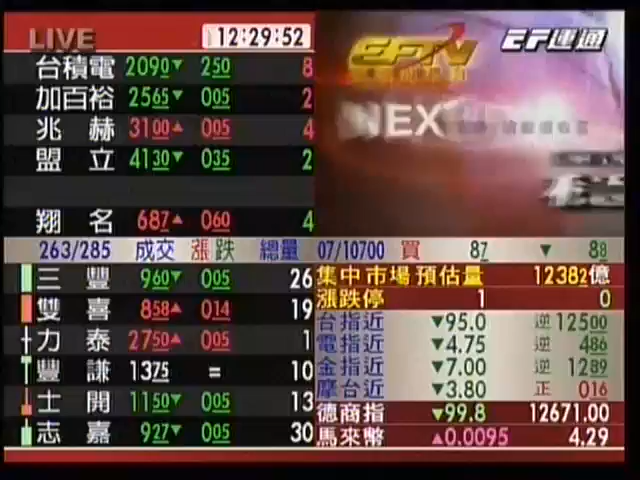 LIVE 12:29:52
台積電 2090▼ 250 8
加百裕 2565▼ 005 2
兆赫 3100▲ 005 4
盟立 4130▼ 035 2
翔名 687▲ 060 4
EFTN
EF連通
NEX
263/285 成交 漲跌 總量
07/10700 買 87 ▼ 88
三豐 960▼ 005 26
雙喜 858▲ 014 19
力泰 2750▲ 005 1
豐謙 1375 = 10
士開 1150▼ 005 13
志嘉 927▼ 005 30
集中市場預估量 12382億
漲跌停 1 0
台指近 ▼95.0 逆 12500
電指近 ▼4.75 逆 486
金指近 ▼7.00 逆 1289
摩台近 ▼3.80 正 016
德商指 ▼99.8 12671.00
馬來幣 ▲0.0095 4.29